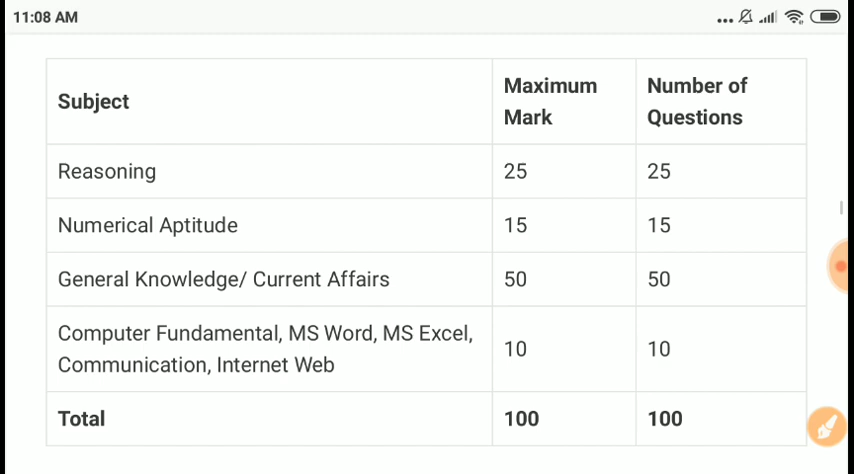 11:08 AM
Subject
Maximum
Mark
Number of
Questions
Reasoning 25 25
Numerical Aptitude 15 15
General Knowledge/ Current Affairs 50 50
Computer Fundamental, MS Word, MS Excel,
Communication, Internet Web
10 10
Total 100 100